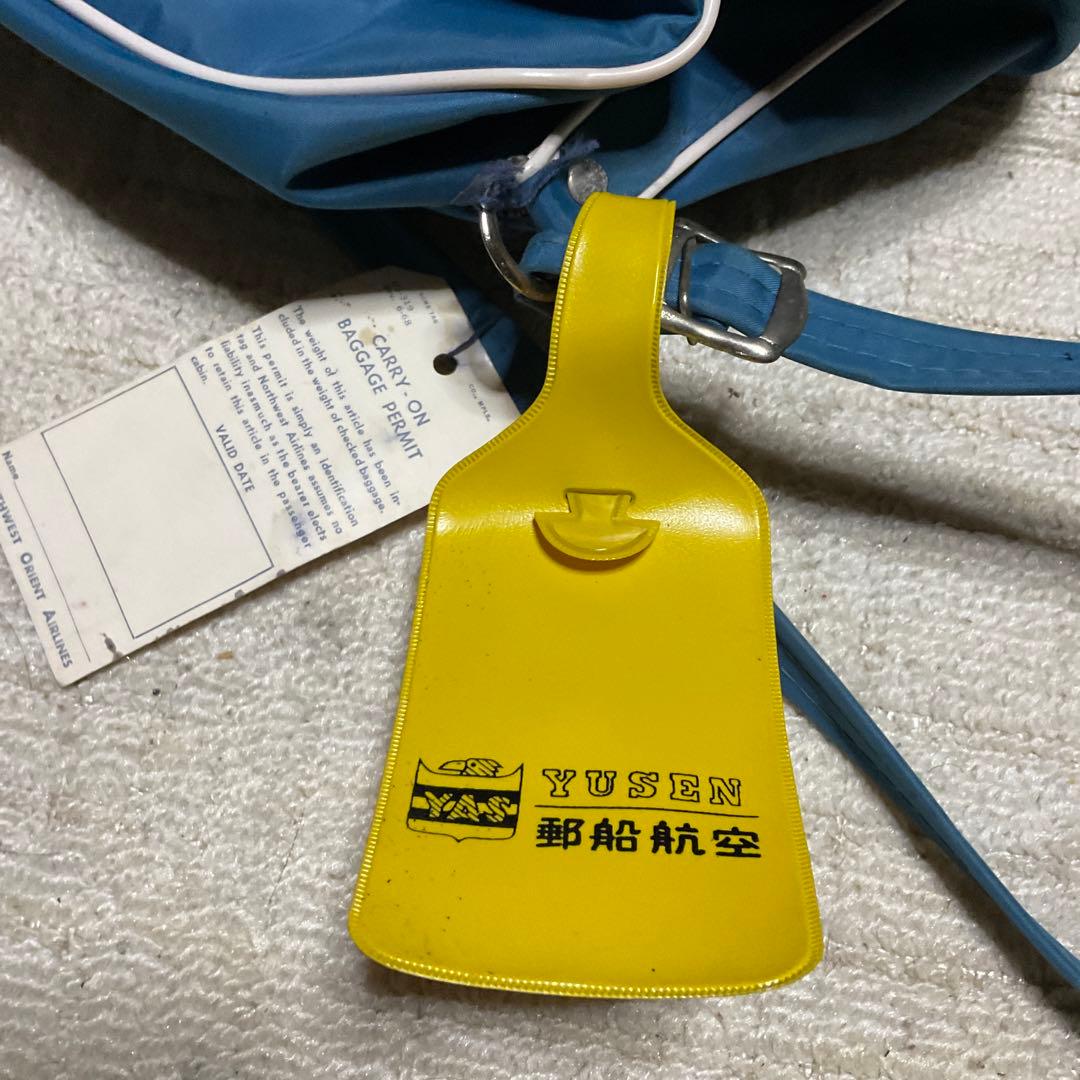 CARRY-ON
BAGGAGE PERMIT
The weight of this article has been in-
cluded in the weight of checked baggage.
This permit is simply an identification
tag and Northwest Airlines assumes no
liability inasmuch as the bearer elects
to retain this article in the passenger
cabin.
VALID DATE
Name
THWEST ORIENT AIRLINES
YAS
YUSEN
郵船航空